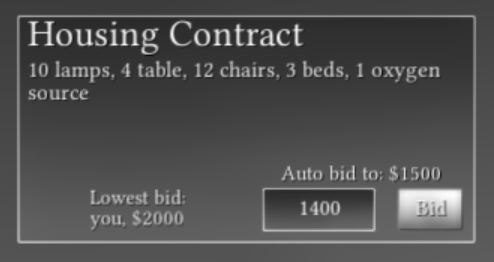 Housing Contract
10 lamps, 4 table, 12 chairs, 3 beds, 1 oxygen
source
Auto bid to: $1500
Lowest bid:
you, $2000
1400
Bid